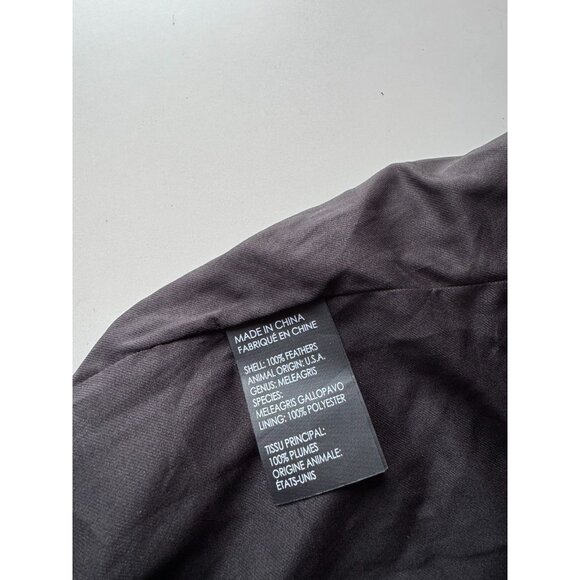 MADE IN CHINA
FABRIQUÉ EN CHINE
SHELL: 100% FEATHERS
ANIMAL ORIGIN: U.S.A.
GENUS: MELEAGRIS
SPECIES:
MELEAGRIS GALLOPAVO
LINING: 100% POLYESTER
TISSU PRINCIPAL:
100% PLUMES
ORIGINE ANIMALE:
ÉTATS-UNIS